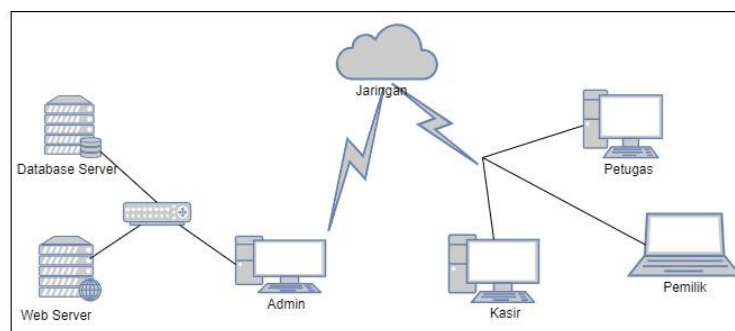 Jaringan
Database Server
Petugas
Web Server
Admin
Kasir
Pemilik